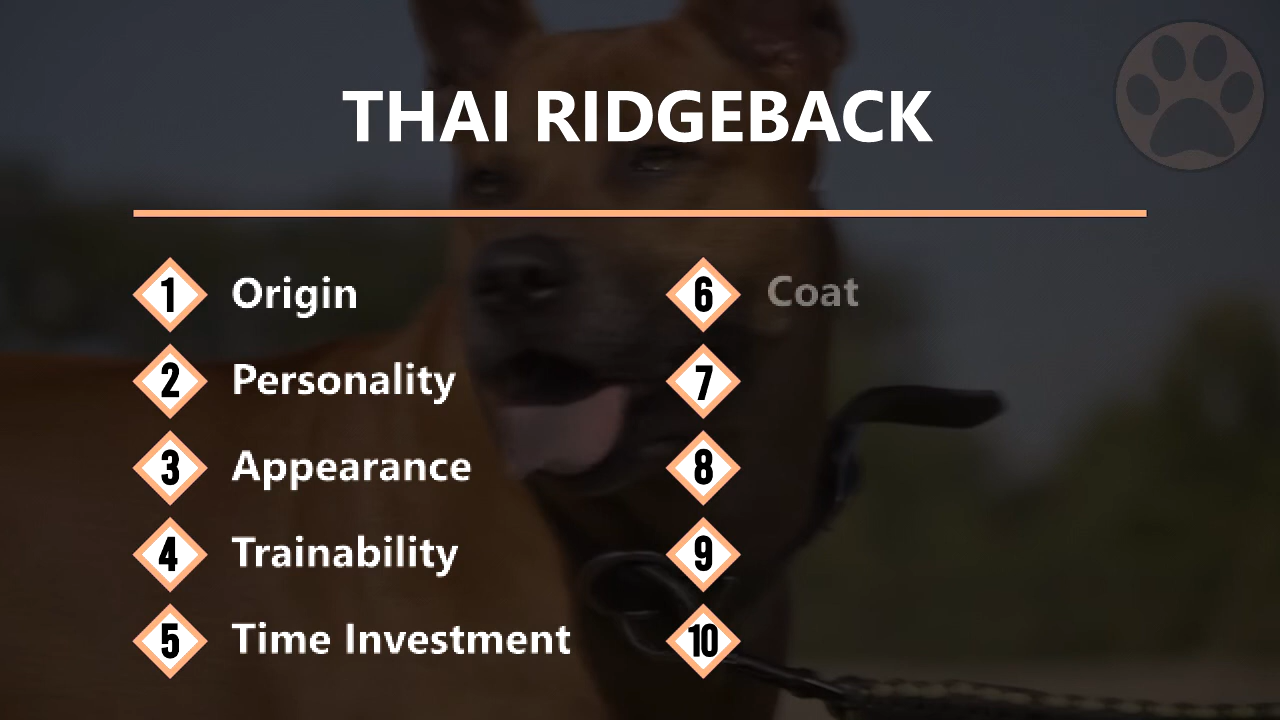 THAI RIDGEBACK
1 Origin
2 Personality
3 Appearance
4 Trainability
5 Time Investment
6 Coat
7
8
9
10